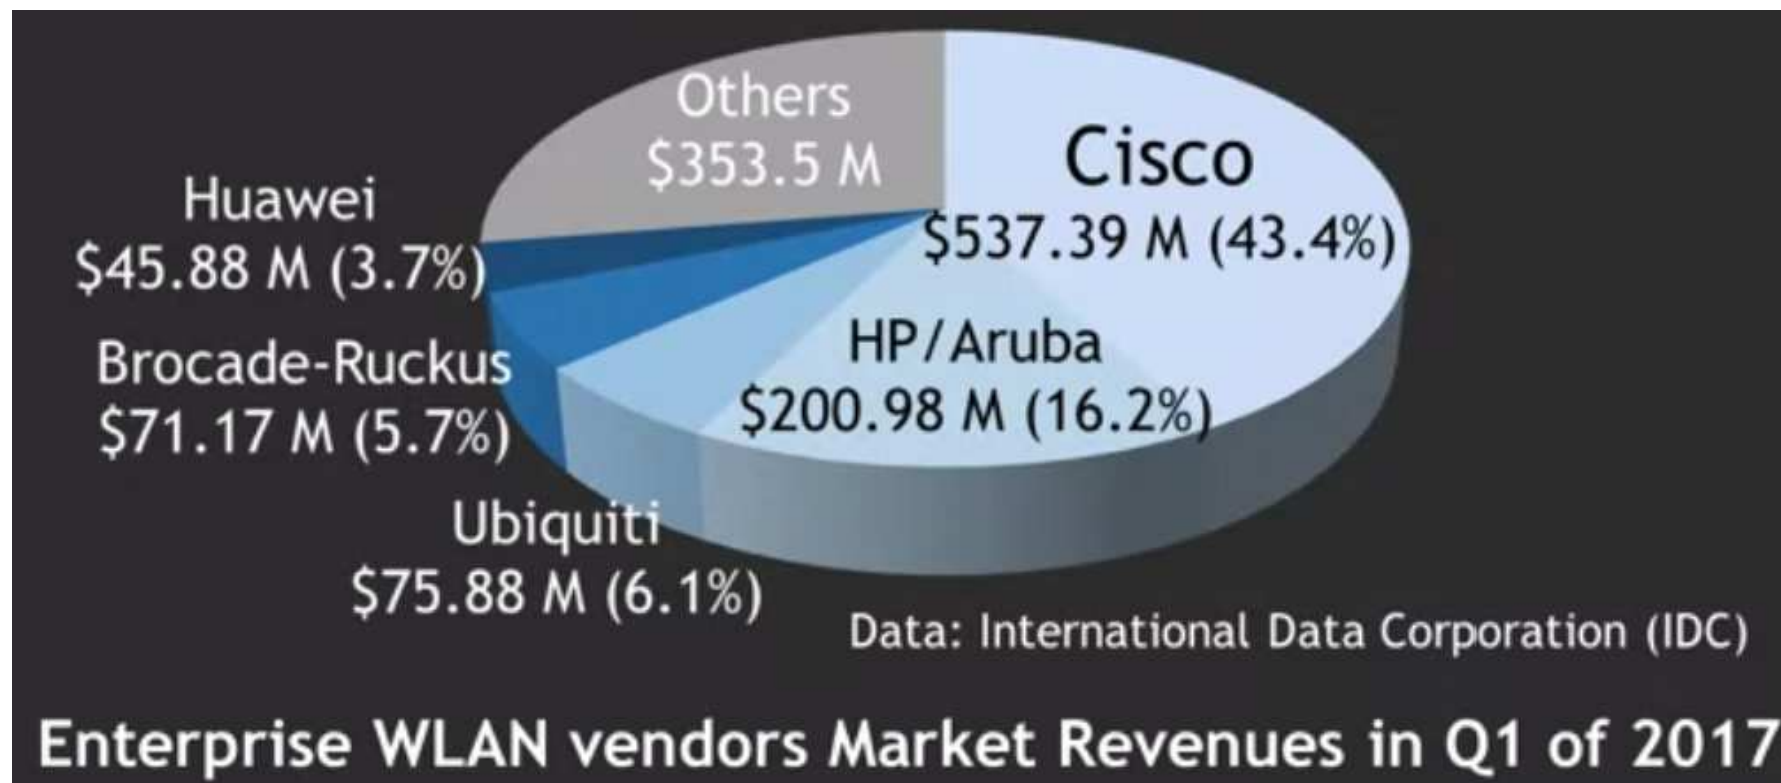 Others
$353.5 M
Cisco
$537.39 M (43.4%)
Huawei
$45.88 M (3.7%)
HP/Aruba
$200.98 M (16.2%)
Brocade-Ruckus
$71.17 M (5.7%)
Ubiquiti
$75.88 M (6.1%)
Data: International Data Corporation (IDC)
Enterprise WLAN vendors Market Revenues in Q1 of 2017